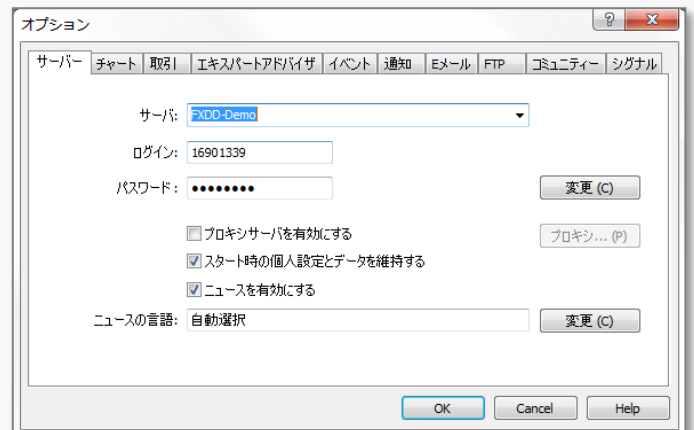 オプション
サーバー チャート 取引 エキスパートアドバイザ イベント 通知 Eメール FTP コミュニティー シグナル
サーバ: FXDD-Demo
ログイン: 16901339
パスワード: ●●●●●●●●
変更 (C)
プロキシサーバを有効にする
プロキシ... (P)
スタート時の個人設定とデータを維持する
ニュースを有効にする
ニュースの言語: 自動選択
変更 (C)
OK Cancel Help